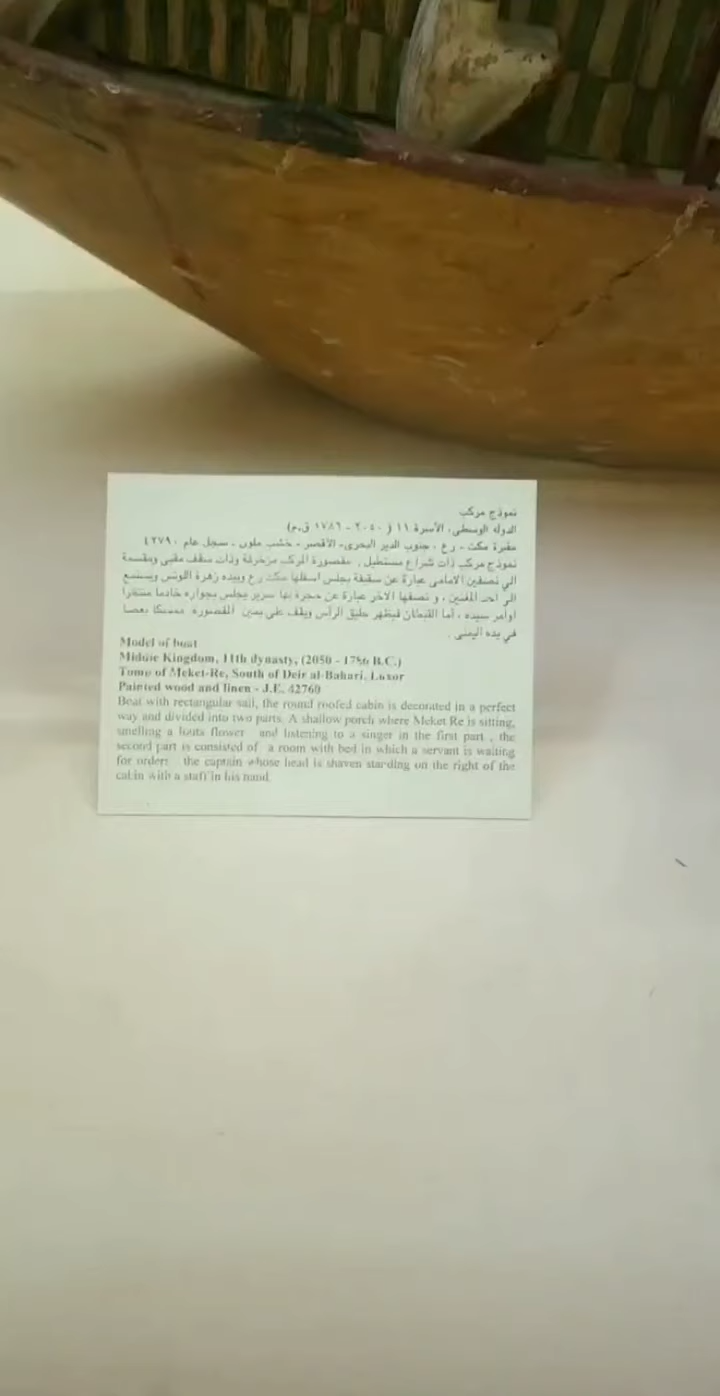 نموذج مركب
الدوله الوسطى، الأسرة ١١ ( ٢٠٤٠ - ١٧٨٦ ق.م)
مقبرة مكت - رع ، جنوب الدير البحرى- الأقصر - خشب ملون - سجل عام
نموذج مركب ذات شراع مستطيل ، مقصورة المركب مزخرفة وذات سقف مقبى ومقسمة
الى نصفين الامامى عبارة عن سقيفة يجلس اسفلها مكت رع وبيده زهرة اللوتس ويستمع
الى احد المغنين ، و نصفها الاخر عبارة عن حجرة بها سرير يجلس بجواره خادما منتظرا
اوامر سيده ، أما القبطان فيظهر حليق الرأس ويقف على يمين المقصورة ممسكا بعصا
في يده اليمنى .
Model of boat
Middle Kingdom, 11th dynasty, (2050 - 1786 B.C.)
Tomb of Meket-Re, South of Deir al-Bahari, Luxor
Painted wood and linen - J.E. 42760
Boat with rectangular sail, the round roofed cabin is decorated in a perfect
way and divided into two parts. A shallow porch where Meket Re is sitting,
smelling a louts flower and listening to a singer in the first part , the
second part is consisted of a room with bed in which a servant is waiting
for orders the captain whose head is shaven standing on the right of the
cabin with a staff in his hand